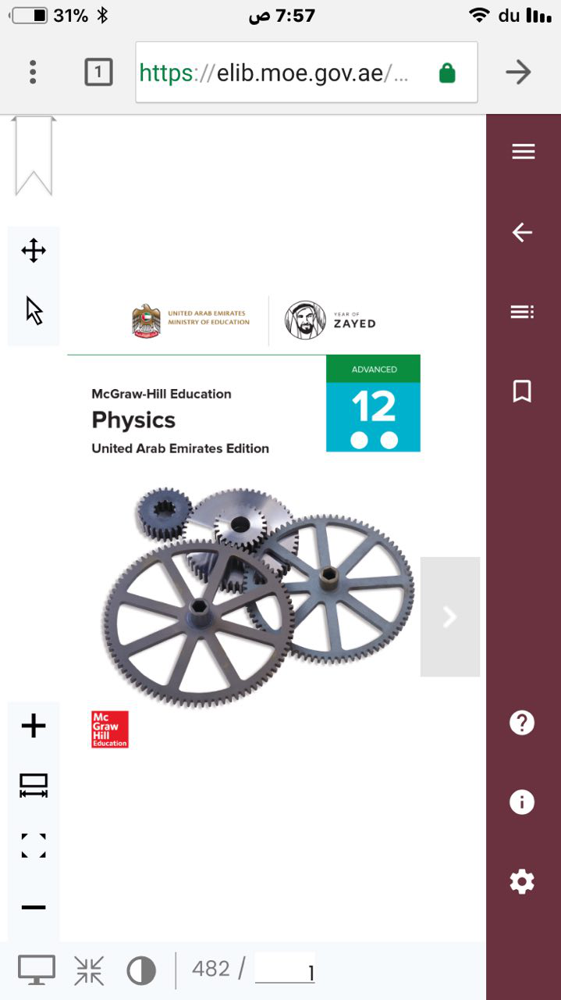 31%
7:57 ص
du
1
https://elib.moe.gov.ae/...
UNITED ARAB EMIRATES
MINISTRY OF EDUCATION
YEAR OF
ZAYED
ADVANCED
12
McGraw-Hill Education
Physics
United Arab Emirates Edition
Mc
Graw
Hill
Education
482 / 1